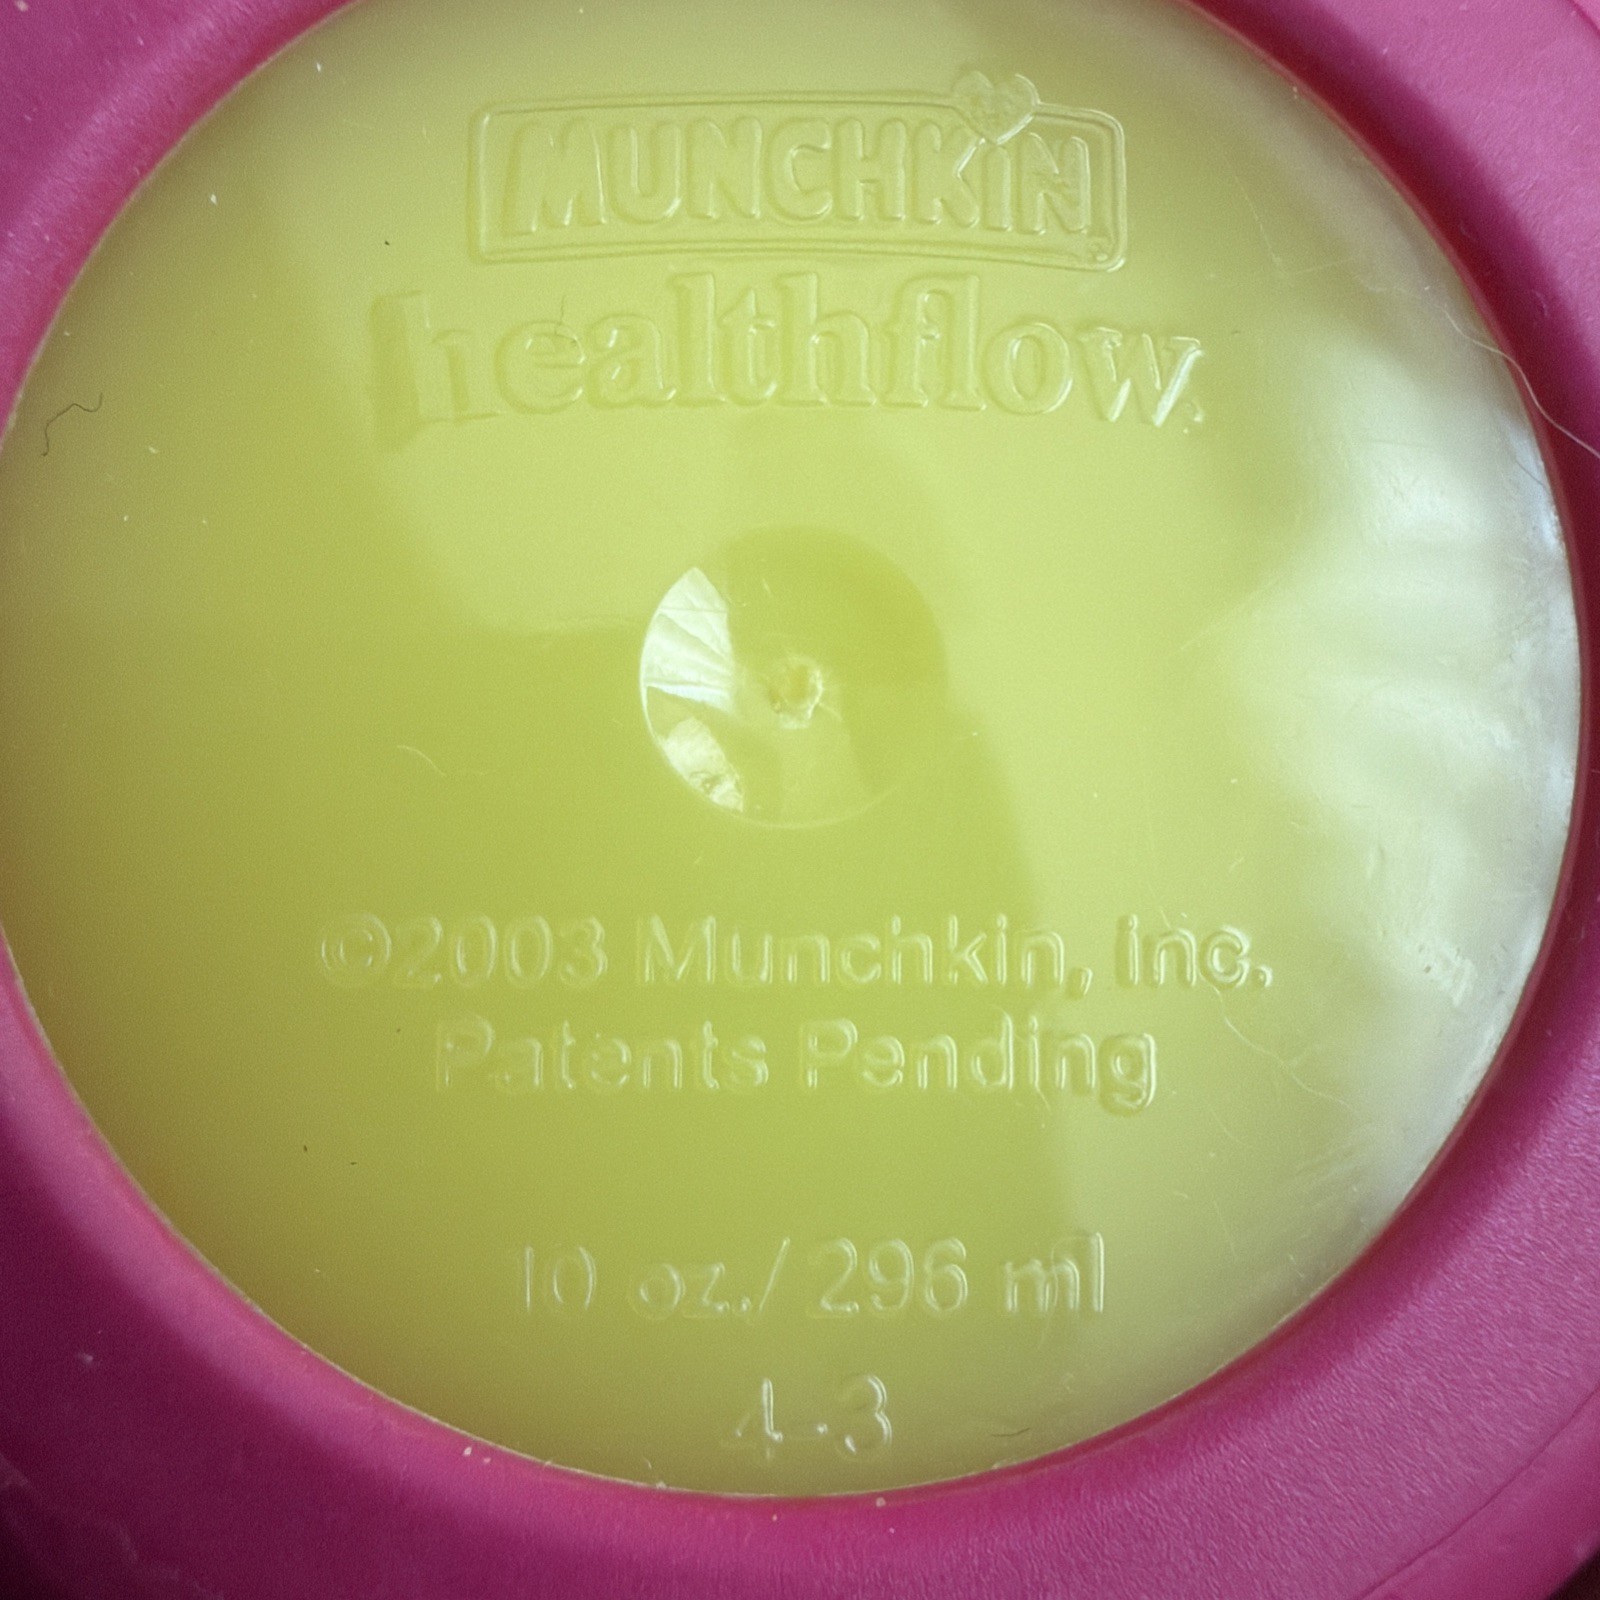 MUNCHKIN®
healthflow.
©2003 Munchkin, Inc.
Patents Pending
10 oz./ 296 ml
4-3